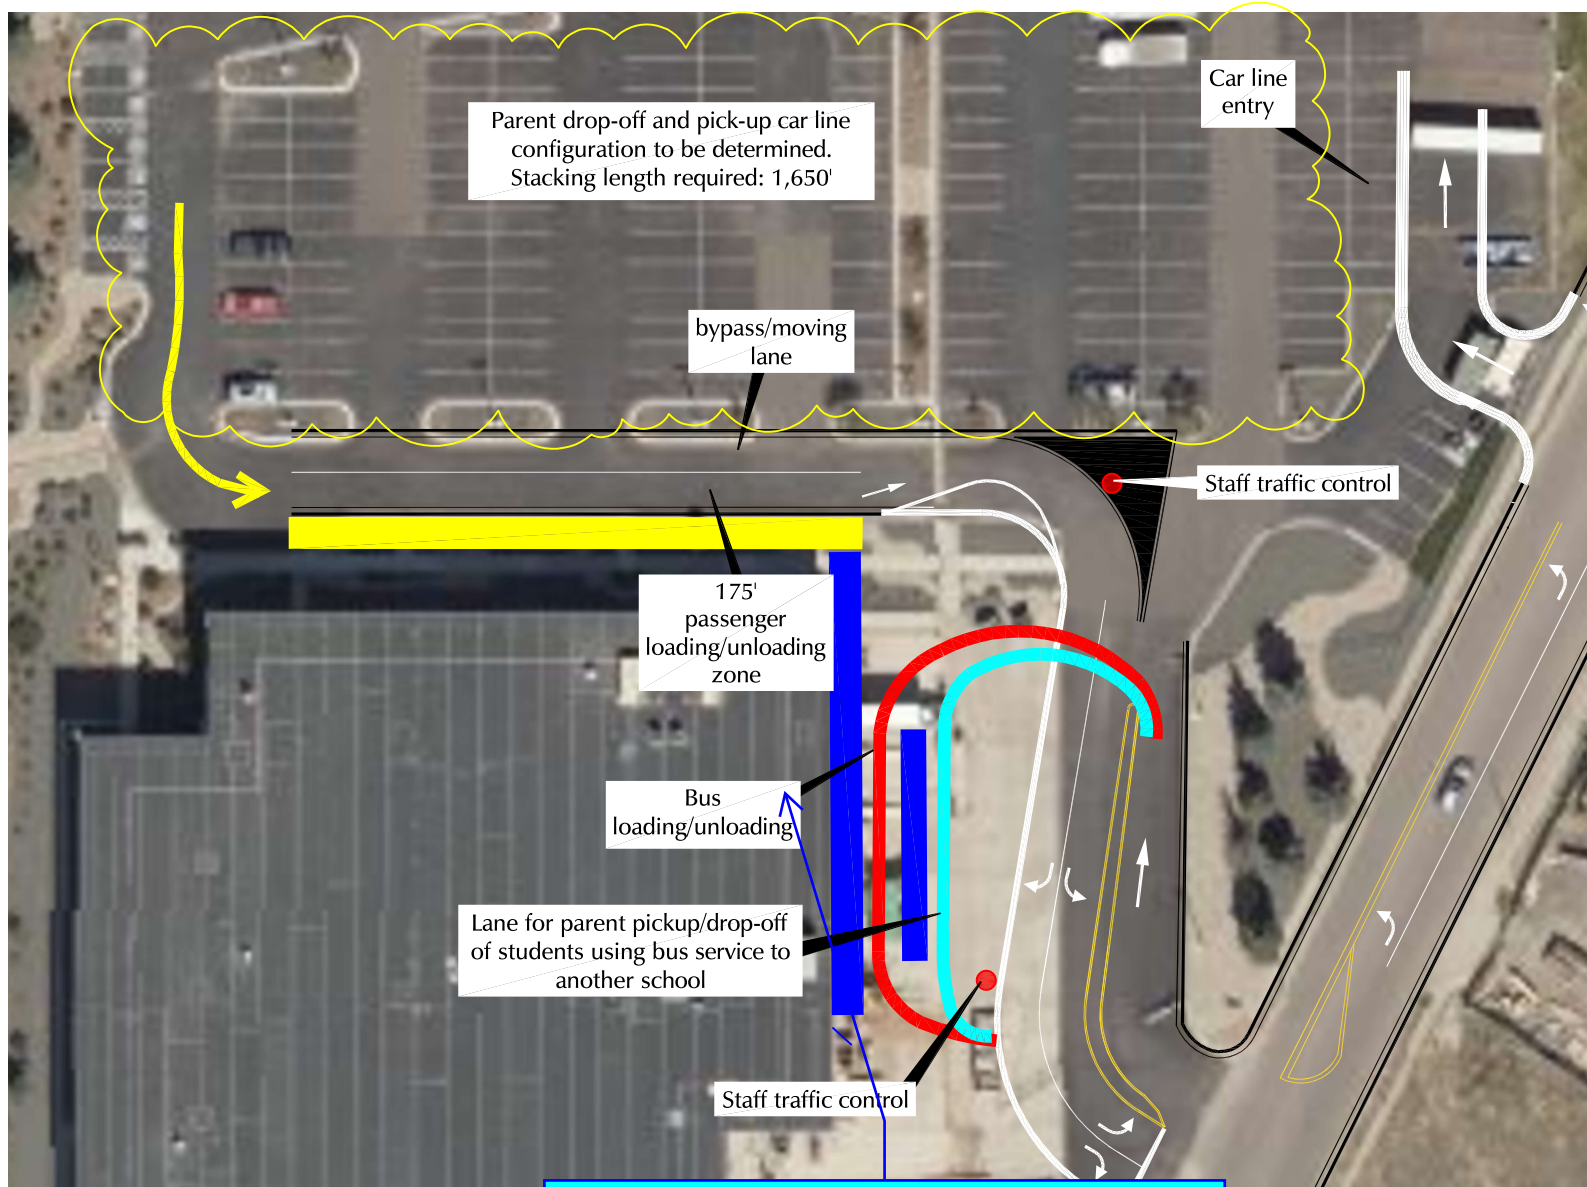 Car line
entry
Parent drop-off and pick-up car line
configuration to be determined.
Stacking length required: 1,650'
bypass/moving
lane
Staff traffic control
175'
passenger
loading/unloading
zone
Bus
loading/unloading
Lane for parent pickup/drop-off
of students using bus service to
another school
Staff traffic control